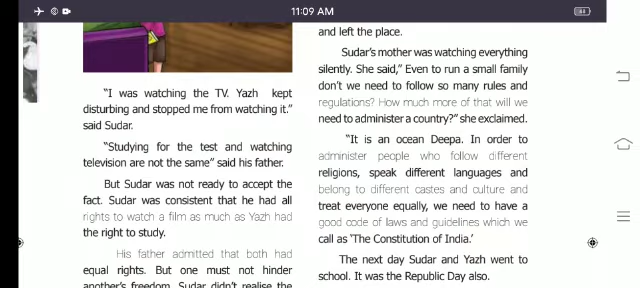 11:09 AM
"I was watching the TV. Yazh kept
disturbing and stopped me from watching it."
said Sudar.
"Studying for the test and watching
television are not the same" said his father.
But Sudar was not ready to accept the
fact. Sudar was consistent that he had all
rights to watch a film as much as Yazh had
the right to study.
His father admitted that both had
equal rights. But one must not hinder
another's freedom. Sudar didn't realise the
and left the place.
Sudar's mother was watching everything
silently. She said," Even to run a small family
don't we need to follow so many rules and
regulations? How much more of that will we
need to administer a country?" she exclaimed.
"It is an ocean Deepa. In order to
administer people who follow different
religions, speak different languages and
belong to different castes and culture and
treat everyone equally, we need to have a
good code of laws and guidelines which we
call as 'The Constitution of India.'
The next day Sudar and Yazh went to
school. It was the Republic Day also.